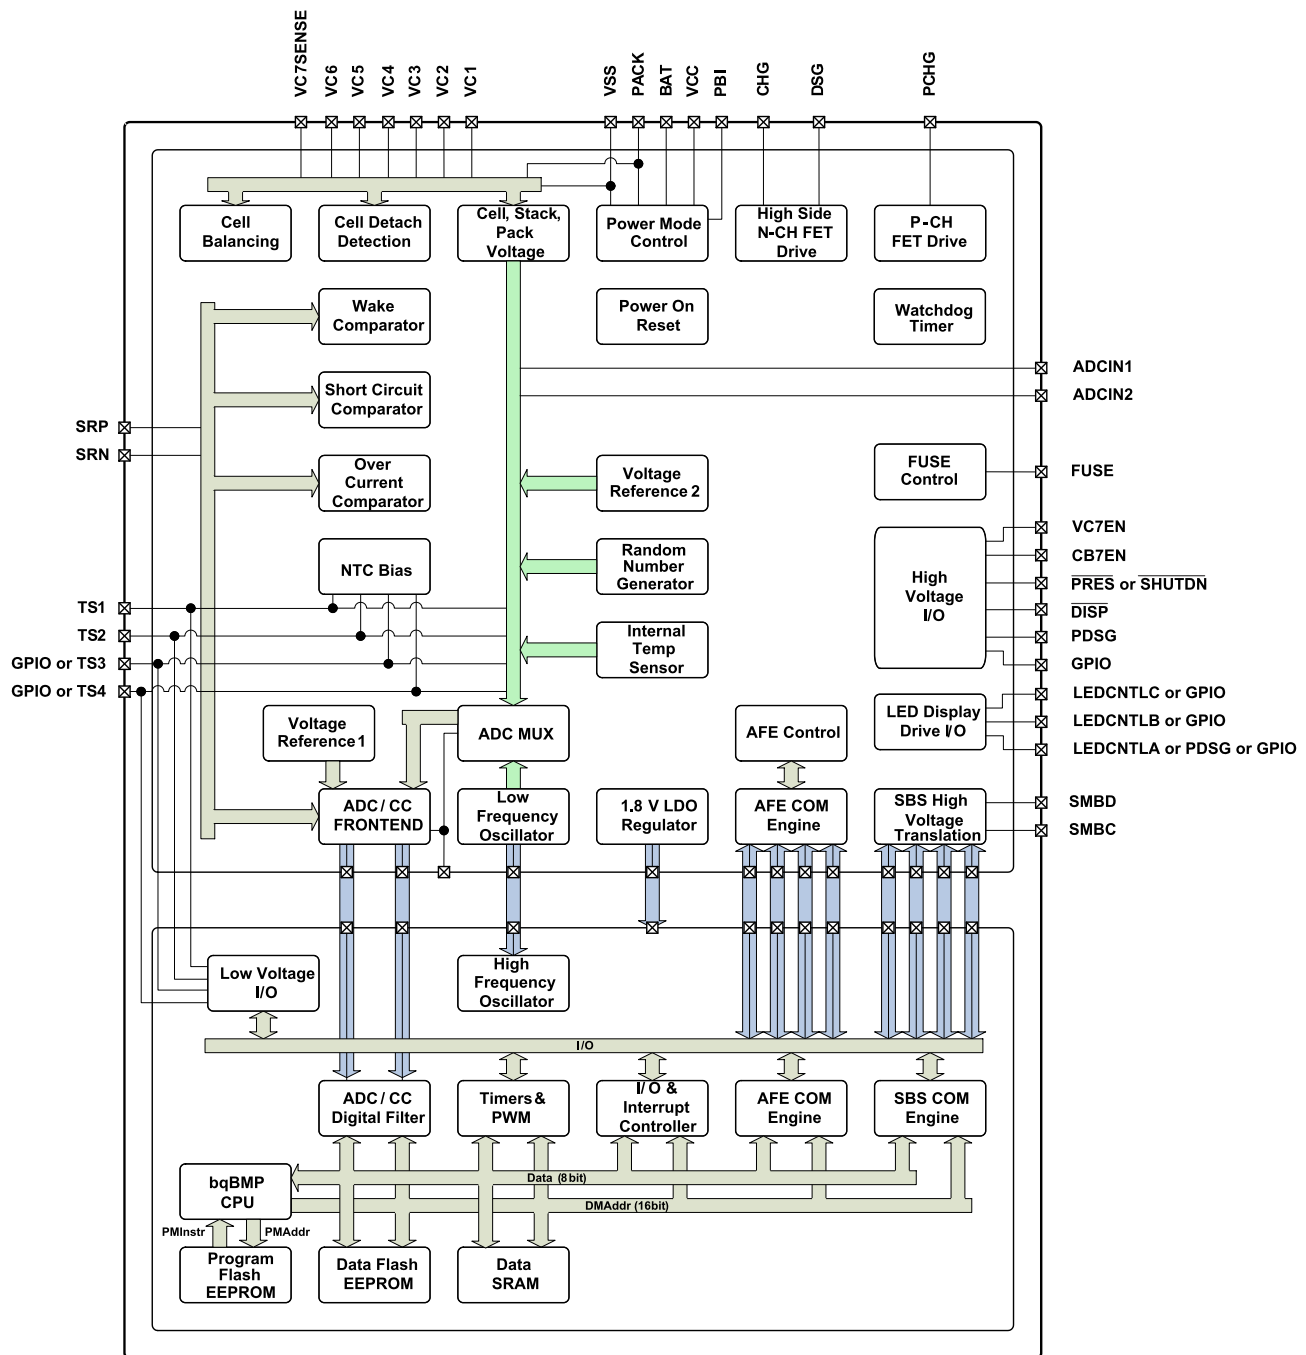 VC7SENSE
VC6
VC5
VC4
VC3
VC2
VC1
VSS
PACK
BAT
VCC
PBI
CHG
DSG
PCHG
Cell
Balancing
Cell Detach
Detection
Cell, Stack,
Pack
Voltage
Power Mode
Control
High Side
N-CH FET
Drive
P-CH
FET Drive
Wake
Comparator
Power On
Reset
Watchdog
Timer
ADCIN1
ADCIN2
Short Circuit
Comparator
SRP
SRN
Over
Current
Comparator
Voltage
Reference 2
FUSE
Control
FUSE
NTC Bias
Random
Number
Generator
High
Voltage
I/O
VC7EN
CB7EN
PRES or SHUTDN
DISP
PDSG
GPIO
TS1
TS2
GPIO or TS3
GPIO or TS4
Internal
Temp
Sensor
Voltage
Reference 1
ADC MUX
AFE Control
LED Display
Drive I/O
LEDCNTLC or GPIO
LEDCNTLB or GPIO
LEDCNTLA or PDSG or GPIO
ADC / CC
FRONTEND
Low
Frequency
Oscillator
1.8 V LDO
Regulator
AFE COM
Engine
SBS High
Voltage
Translation
SMBD
SMBC
Low Voltage
I/O
High
Frequency
Oscillator
I/O
ADC / CC
Digital Filter
Timers &
PWM
I/O &
Interrupt
Controller
AFE COM
Engine
SBS COM
Engine
bqBMP
CPU
Data (8bit)
DMAddr (16bit)
PMInstr
PMAddr
Program
Flash
EEPROM
Data Flash
EEPROM
Data
SRAM